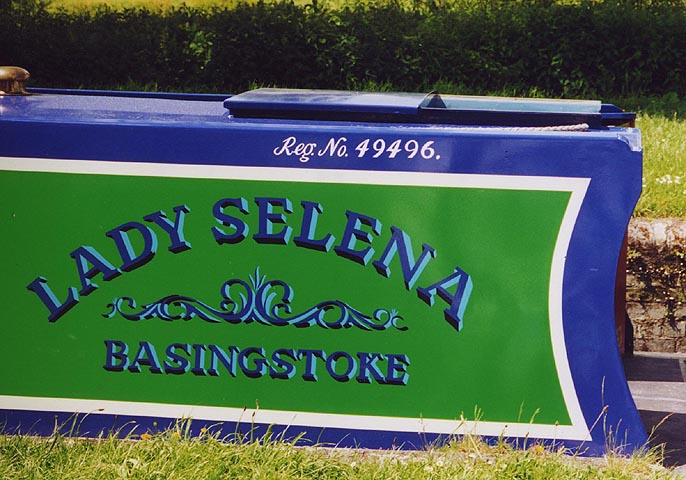 Reg. No. 49496.
LADY SELENA
BASINGSTOKE